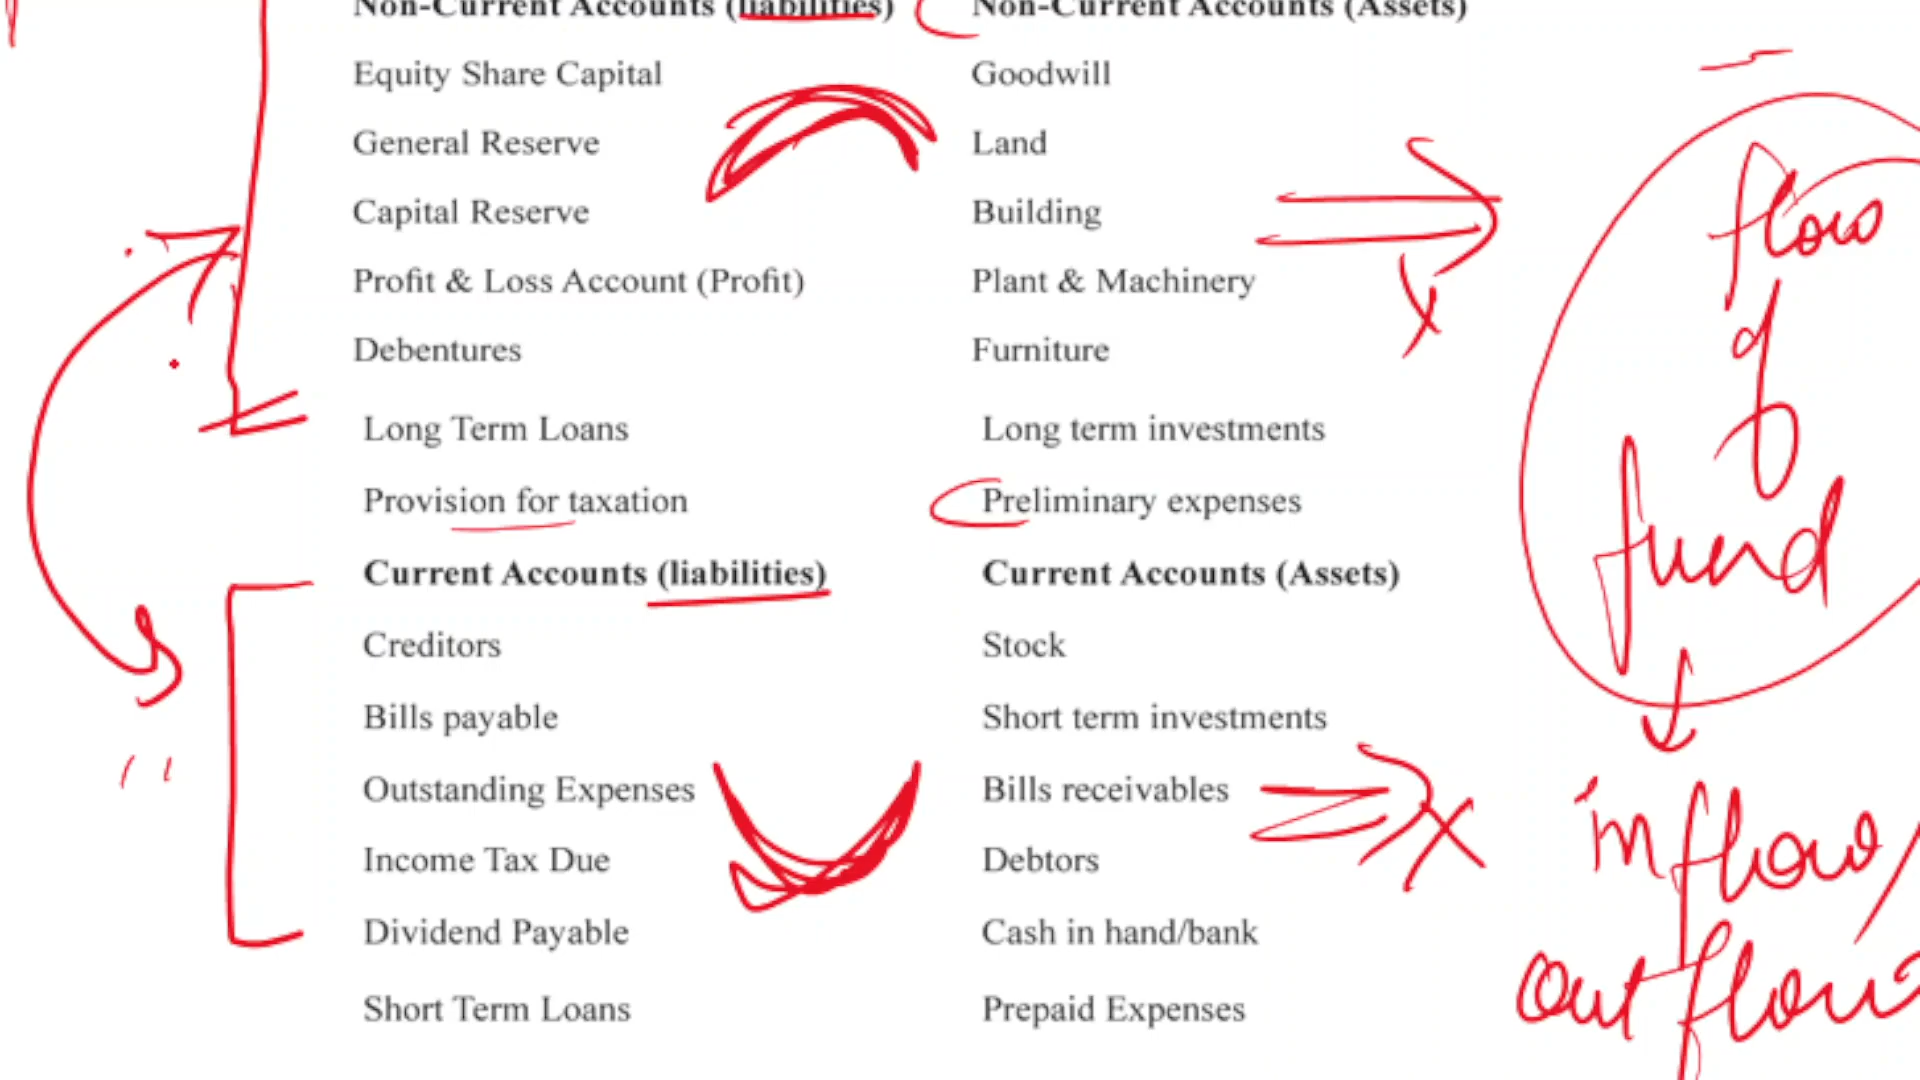 Non-Current Accounts (liabilities) Non-Current Accounts (Assets)
Equity Share Capital Goodwill
General Reserve Land
Capital Reserve Building
Profit & Loss Account (Profit) Plant & Machinery
Debentures Furniture
Long Term Loans Long term investments
Provision for taxation Preliminary expenses
Current Accounts (liabilities) Current Accounts (Assets)
Creditors Stock
Bills payable Short term investments
Outstanding Expenses Bills receivables
Income Tax Due Debtors
Dividend Payable Cash in hand/bank
Short Term Loans Prepaid Expenses
flow
of
fund
inflow/
outflow